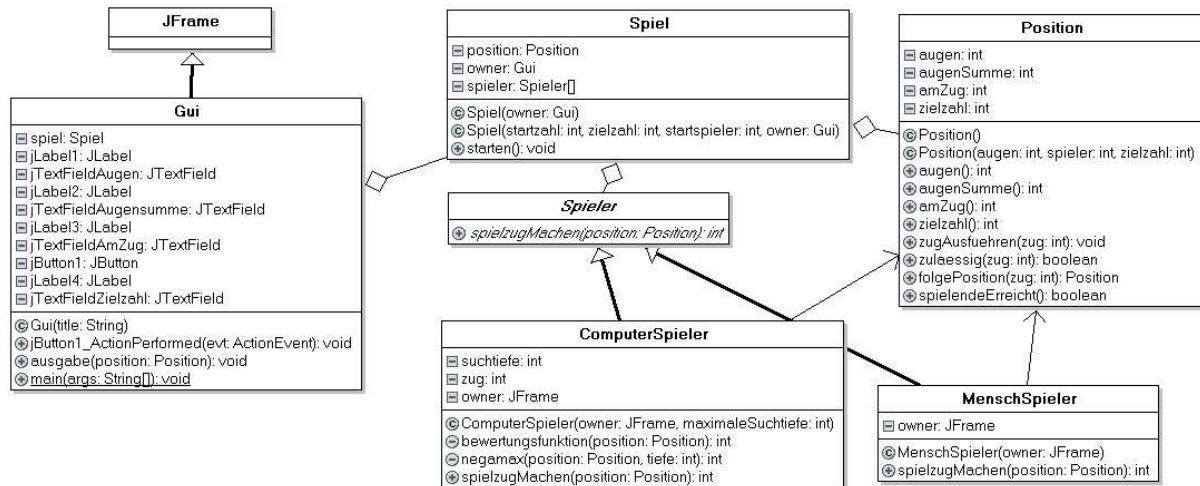 JFrame
Gui
spiel: Spiel
jLabel1: JLabel
jTextFieldAugen: JTextField
jLabel2: JLabel
jTextFieldAugensumme: JTextField
jLabel3: JLabel
jTextFieldAmZug: JTextField
jButton1: JButton
jLabel4: JLabel
jTextFieldZielzahl: JTextField
Gui(title: String)
jButton1_ActionPerformed(evt: ActionEvent): void
ausgabe(position: Position): void
main(args: String[]): void
Spiel
position: Position
owner: Gui
spieler: Spieler[]
Spiel(owner: Gui)
Spiel(startzahl: int, zielzahl: int, startspieler: int, owner: Gui)
starten(): void
Spieler
spielzugMachen(position: Position): int
Position
augen: int
augenSumme: int
amZug: int
zielzahl: int
Position()
Position(augen: int, spieler: int, zielzahl: int)
augen(): int
augenSumme(): int
amZug(): int
zielzahl(): int
zugAusfuehren(zug: int): void
zulaessig(zug: int): boolean
folgePosition(zug: int): Position
spielendeErreicht(): boolean
ComputerSpieler
suchtiefe: int
zug: int
owner: JFrame
ComputerSpieler(owner: JFrame, maximaleSuchtiefe: int)
bewertungsfunktion(position: Position): int
negamax(position: Position, tiefe: int): int
spielzugMachen(position: Position): int
MenschSpieler
owner: JFrame
MenschSpieler(owner: JFrame)
spielzugMachen(position: Position): int